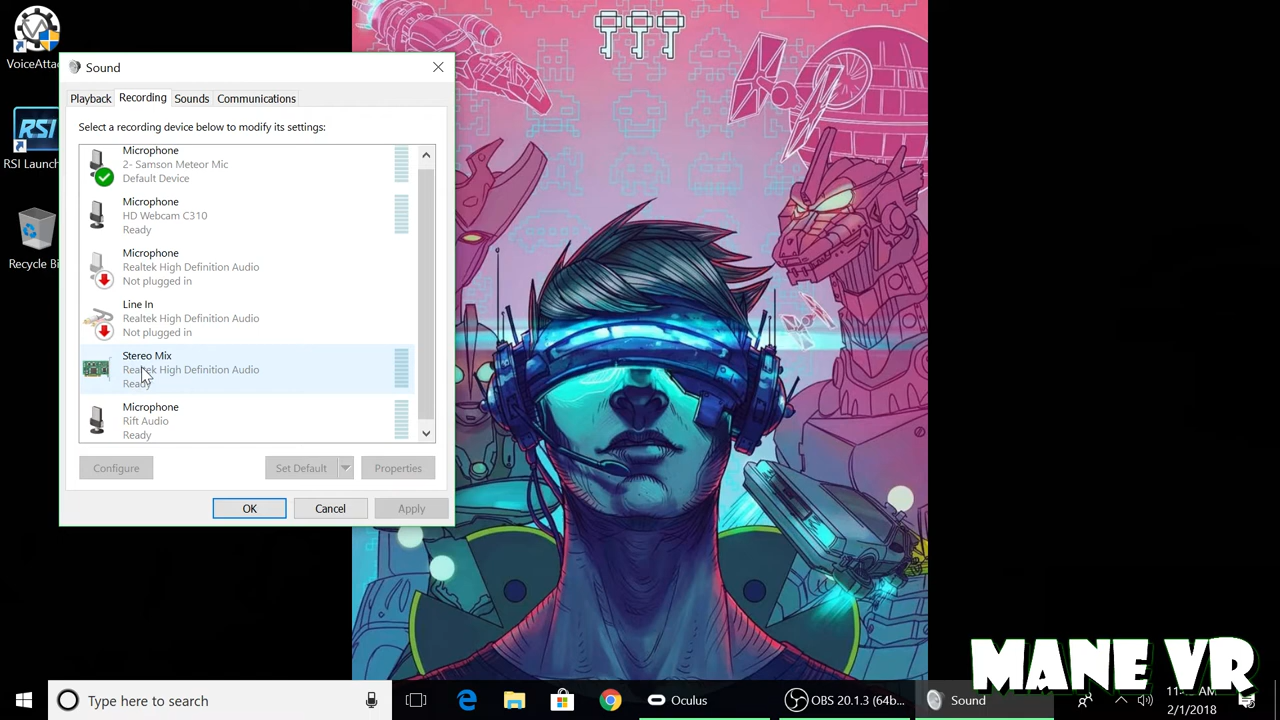 VoiceAttac
RSI
RSI Launch
Recycle Bi
Sound
Playback
Recording
Sounds
Communications
Select a recording device below to modify its settings:
Microphone
2- Samson Meteor Mic
Default Device
Microphone
HD Webcam C310
Ready
Microphone
Realtek High Definition Audio
Not plugged in
Line In
Realtek High Definition Audio
Not plugged in
Stereo Mix
Realtek High Definition Audio
Ready
Microphone
Rift Audio
Ready
Configure
Set Default
Properties
OK
Cancel
Apply
MANE VR
Type here to search
Oculus
OBS 20.1.3 (64b...
Sound
AM
2/1/2018